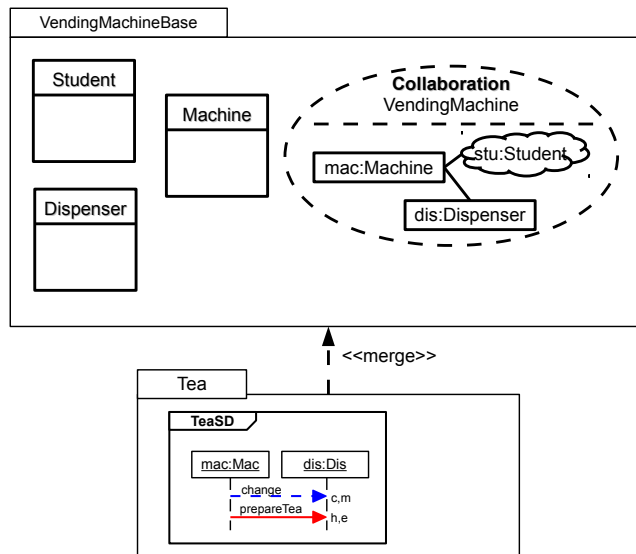 VendingMachineBase
Student
Machine
Collaboration
VendingMachine
stu:Student
mac:Machine
Dispenser
dis:Dispenser
<<merge>>
Tea
TeaSD
mac:Mac
dis:Dis
change
c,m
prepareTea
h,e